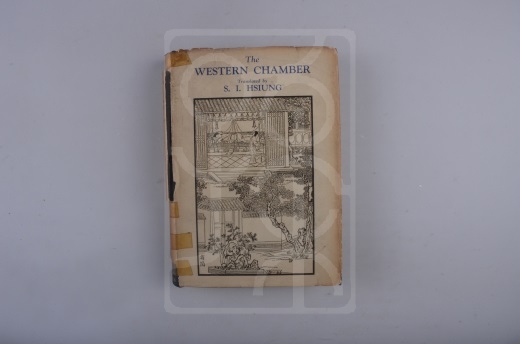 The
WESTERN CHAMBER
Translated by
S. I. HSIUNG